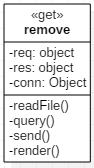 «get»
remove
-req: object
-res: object
-conn: Object
-readFile()
-query()
-send()
-render()